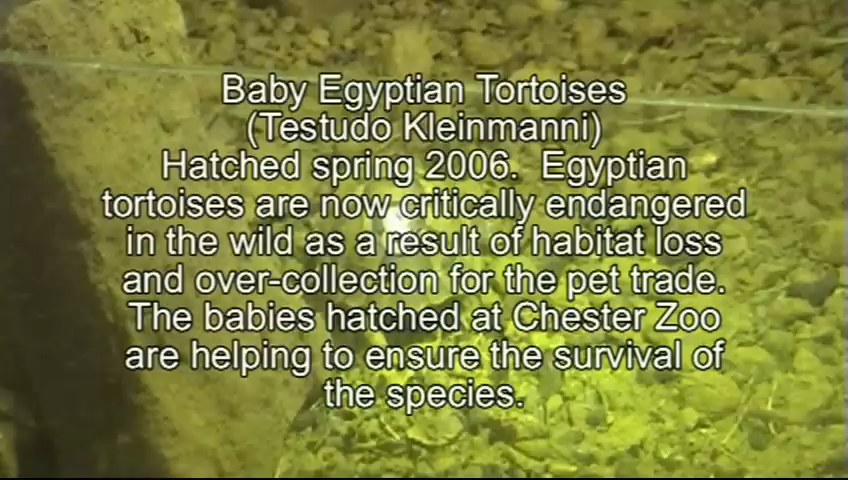 Baby Egyptian Tortoises
(Testudo Kleinmanni)
Hatched spring 2006.  Egyptian
tortoises are now critically endangered
in the wild as a result of habitat loss
and over-collection for the pet trade.
The babies hatched at Chester Zoo
are helping to ensure the survival of
the species.